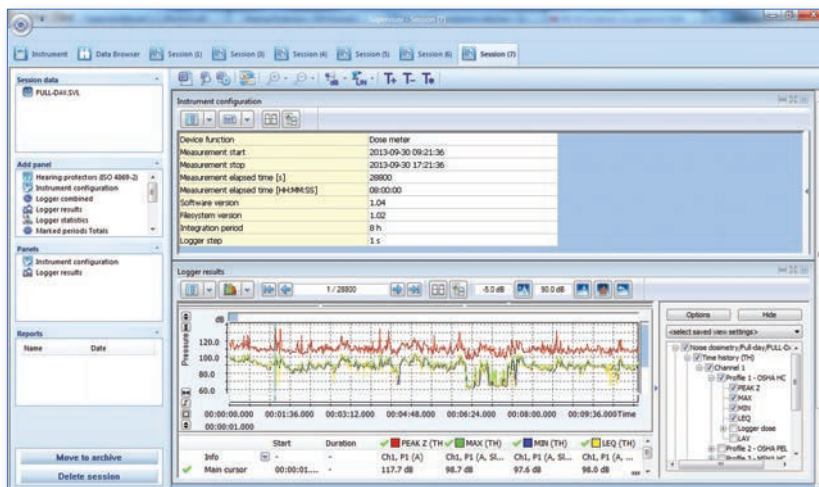 Supervisor - Session (7)
Instrument
Data Browser
Session (1)
Session (3)
Session (4)
Session (5)
Session (6)
Session (7)
Session data
FULL-DAY.SVL
Add panel
Hearing protectors (ISO 4869-2)
Instrument configuration
Logger combined
Logger results
Logger statistics
Marked periods Totals
Panels
Instrument configuration
Logger results
Reports
Name Date
Move to archive
Delete session
Instrument configuration
Device function Dose meter
Measurement start 2013-09-30 09:21:36
Measurement stop 2013-09-30 17:21:36
Measurement elapsed time [s] 28800
Measurement elapsed time [HH:MM:SS] 08:00:00
Software version 1.04
Filesystem version 1.02
Integration period 8 h
Logger step 1 s
Logger results
1 / 28800 -5.0 dB 90.0 dB
dB
Pressure
120.0
100.0
80.0
60.0
00:00:00.000 00:01:36.000 00:03:12.000 00:04:48.000 00:06:24.000 00:08:00.000 00:09:36.000 Time
00:00:01.000
Start Duration PEAK Z (TH MAX (TH) MIN (TH) LEQ (TH)
Info - - Ch1, P1 (A) Ch1, P1 (A, Sl... Ch1, P1 (A, Sl... Ch1, P1 (A, ...
Main cursor 00:00:01.... - 117.7 dB 98.7 dB 97.6 dB 98.0 dB
Options Hide
<select saved view settings>
Noise dosimetry/Full day/FULL-D
Time history (TH)
Channel 1
Profile 1 - OSHA HC
PEAK Z
MAX
MIN
LEQ
Logger dose
LAV
Profile 2 - OSHA PEL